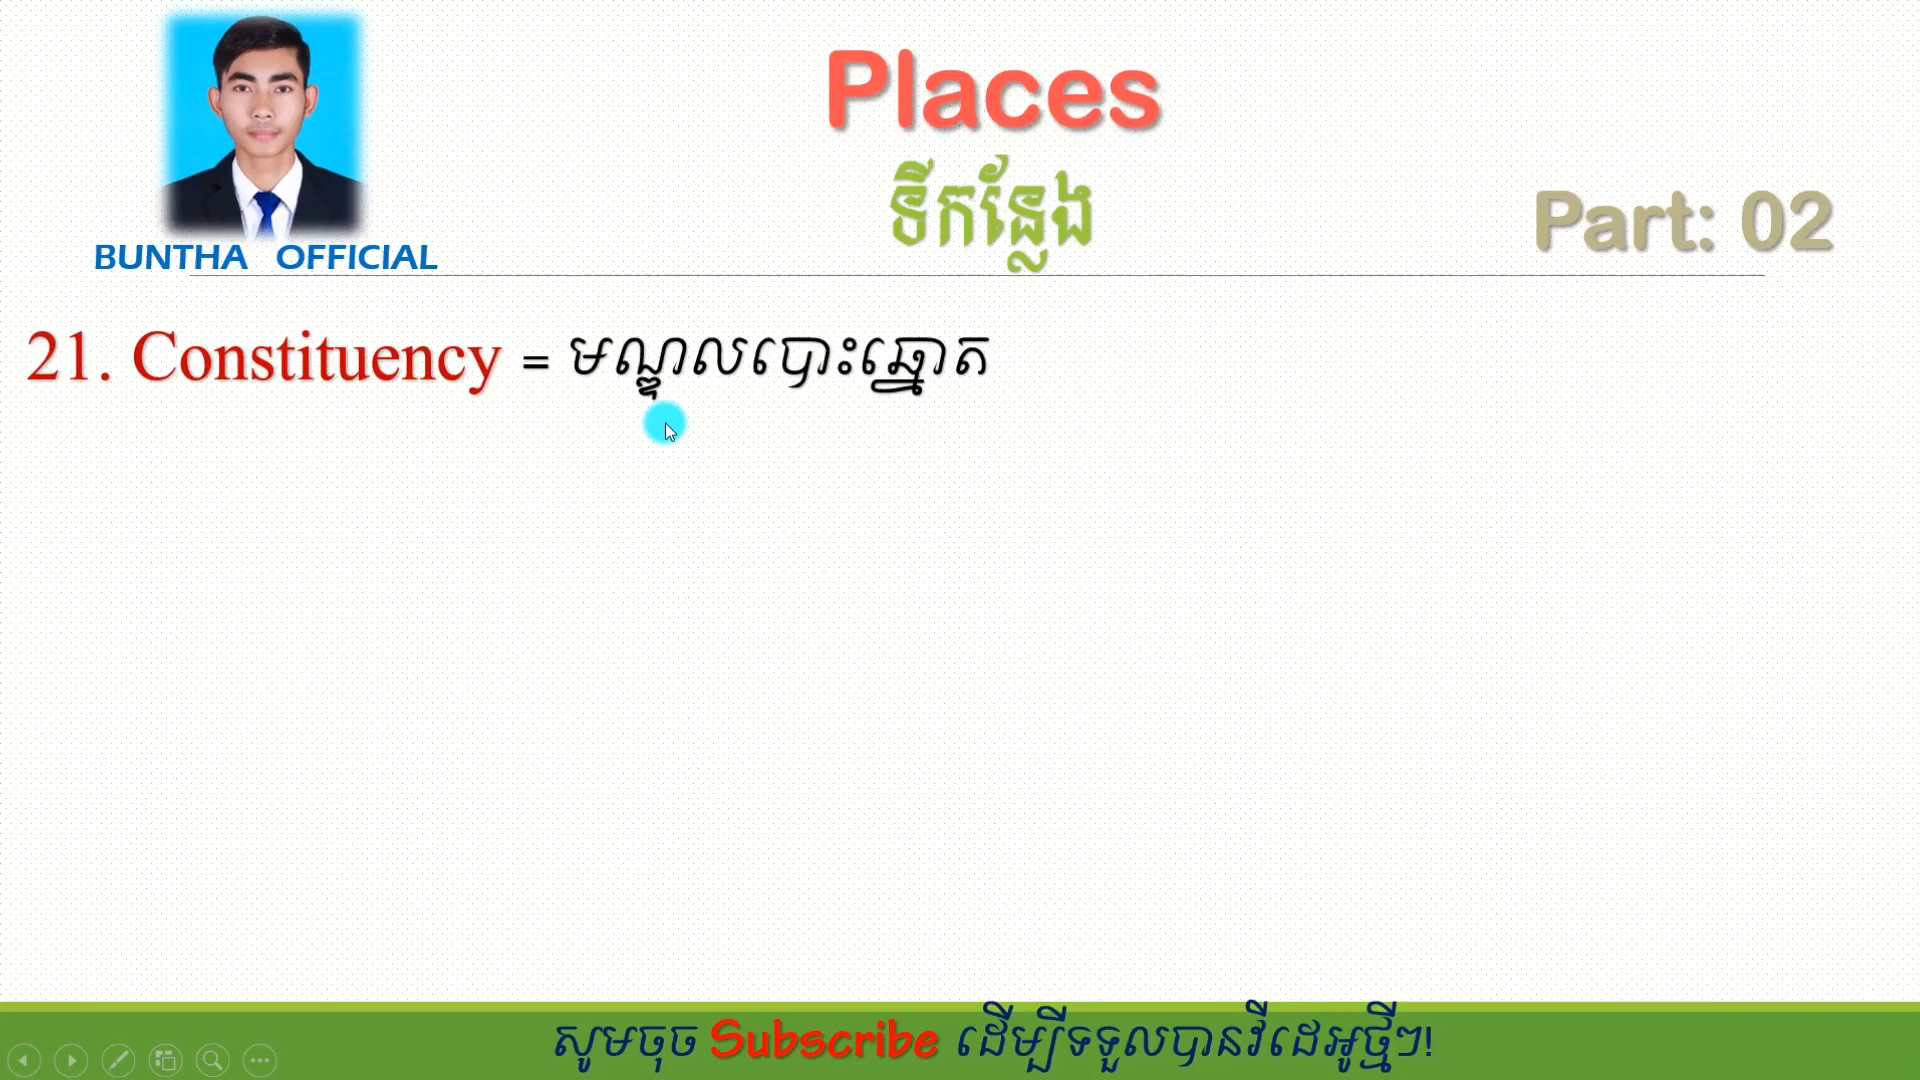 Places
ទីកន្លែង
Part: 02
BUNTHA OFFICIAL
21. Constituency = មណ្ឌលបោះឆ្នោត
សូមចុច Subscribe ដើម្បីទទួលបានវីដេអូថ្មីៗ!